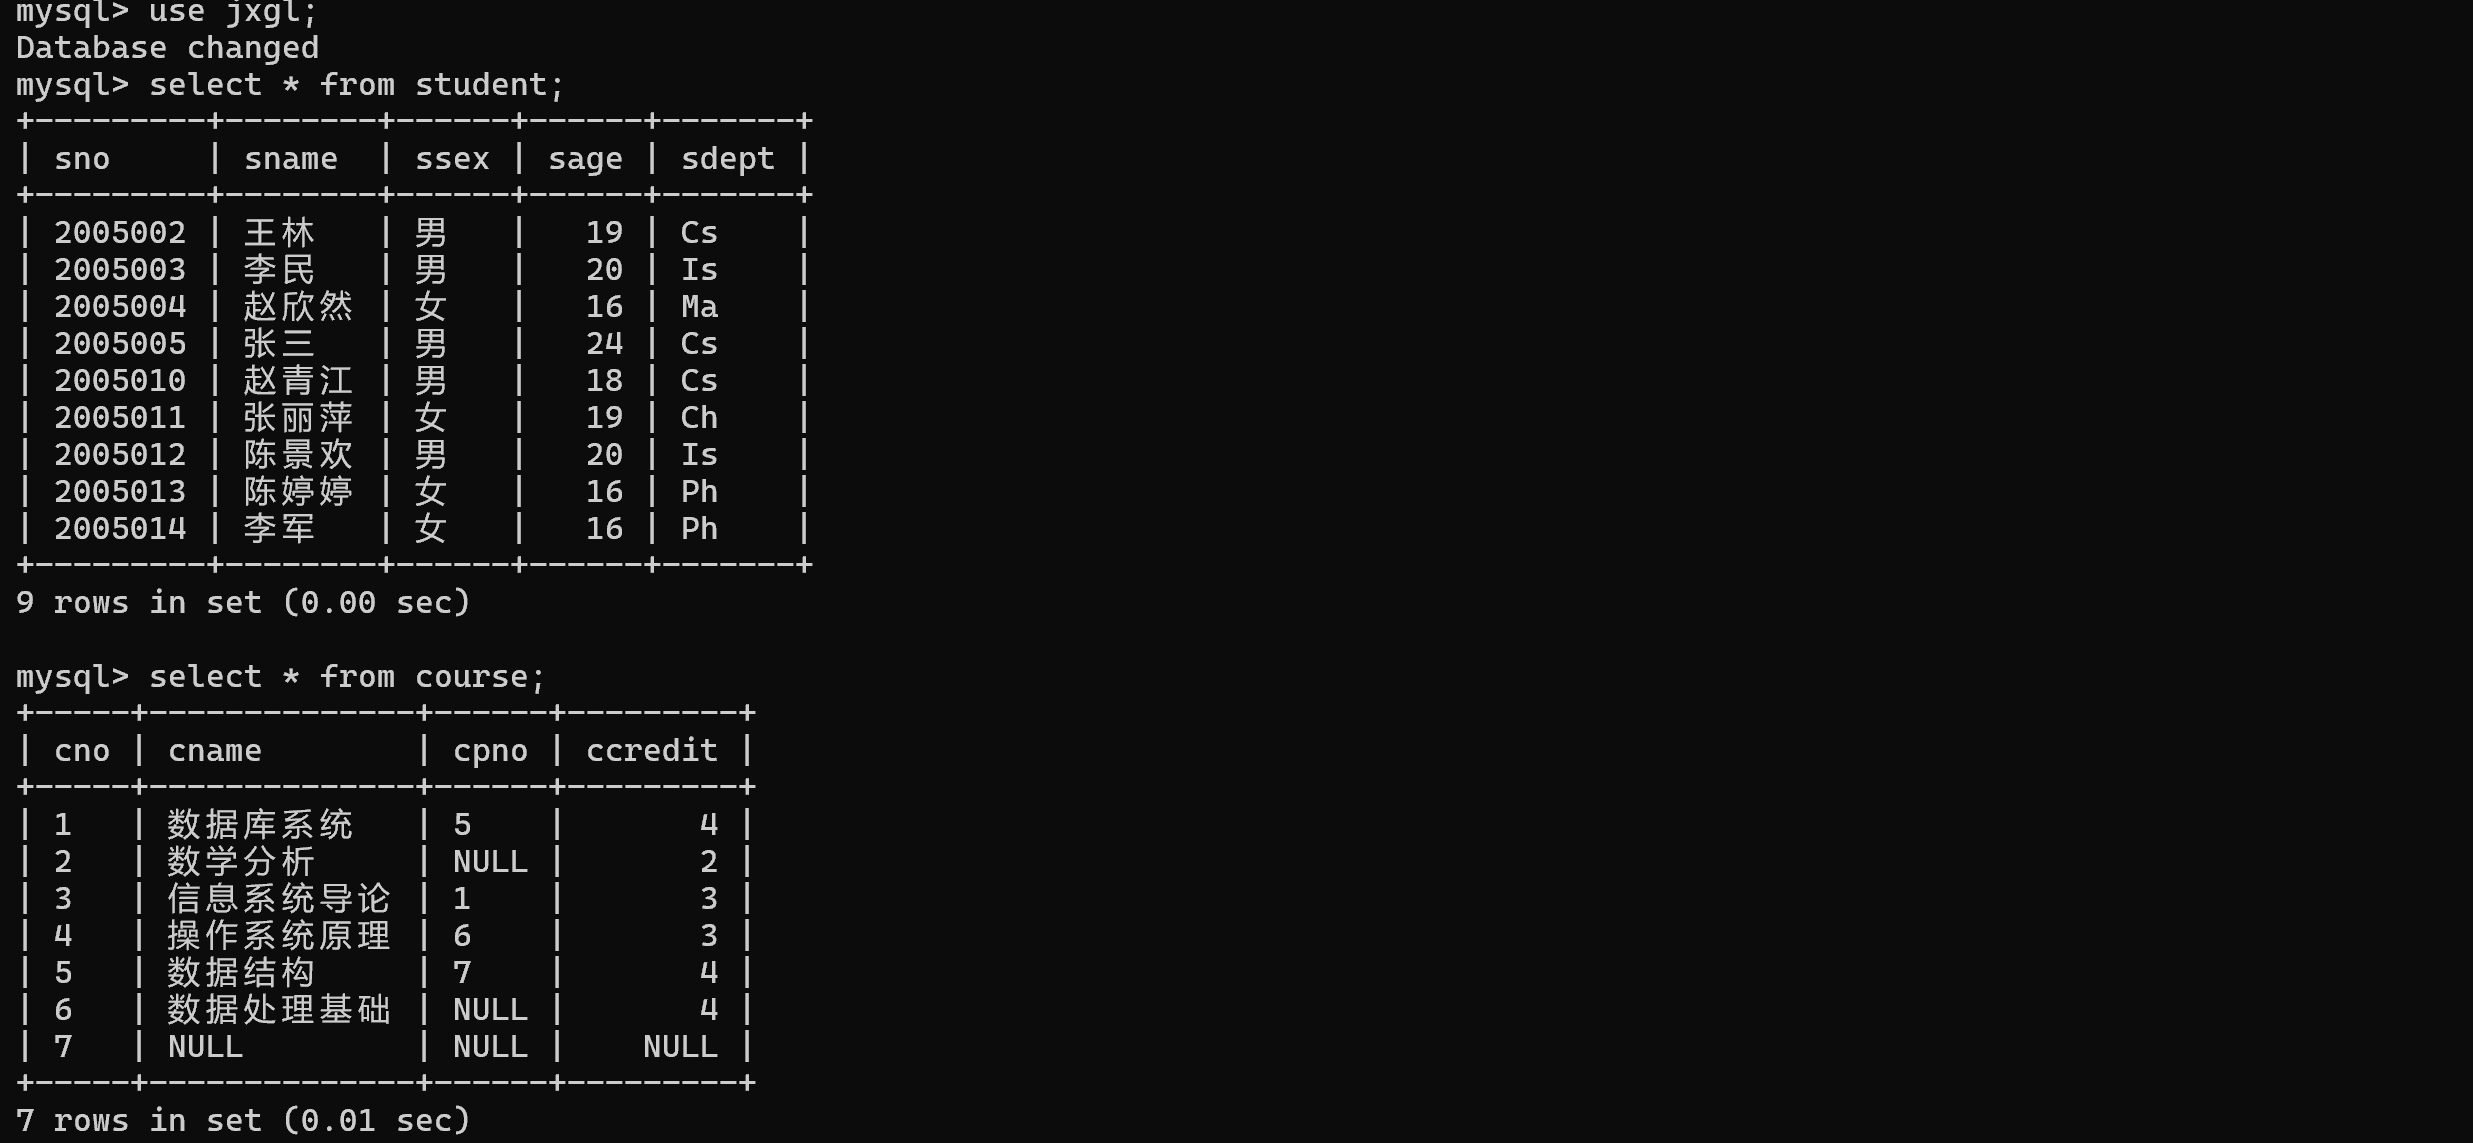 mysql> use jxgl;
Database changed
mysql> select * from student;
+---------+--------+------+------+-------+
| sno     | sname  | ssex | sage | sdept |
+---------+--------+------+------+-------+
| 2005002 | 王林   | 男   |   19 | Cs    |
| 2005003 | 李民   | 男   |   20 | Is    |
| 2005004 | 赵欣然 | 女   |   16 | Ma    |
| 2005005 | 张三   | 男   |   24 | Cs    |
| 2005010 | 赵青江 | 男   |   18 | Cs    |
| 2005011 | 张丽萍 | 女   |   19 | Ch    |
| 2005012 | 陈景欢 | 男   |   20 | Is    |
| 2005013 | 陈婷婷 | 女   |   16 | Ph    |
| 2005014 | 李军   | 女   |   16 | Ph    |
+---------+--------+------+------+-------+
9 rows in set (0.00 sec)

mysql> select * from course;
+-----+--------------+------+---------+
| cno | cname        | cpno | ccredit |
+-----+--------------+------+---------+
| 1   | 数据库系统   | 5    |       4 |
| 2   | 数学分析     | NULL |       2 |
| 3   | 信息系统导论 | 1    |       3 |
| 4   | 操作系统原理 | 6    |       3 |
| 5   | 数据结构     | 7    |       4 |
| 6   | 数据处理基础 | NULL |       4 |
| 7   | NULL         | NULL |    NULL |
+-----+--------------+------+---------+
7 rows in set (0.01 sec)